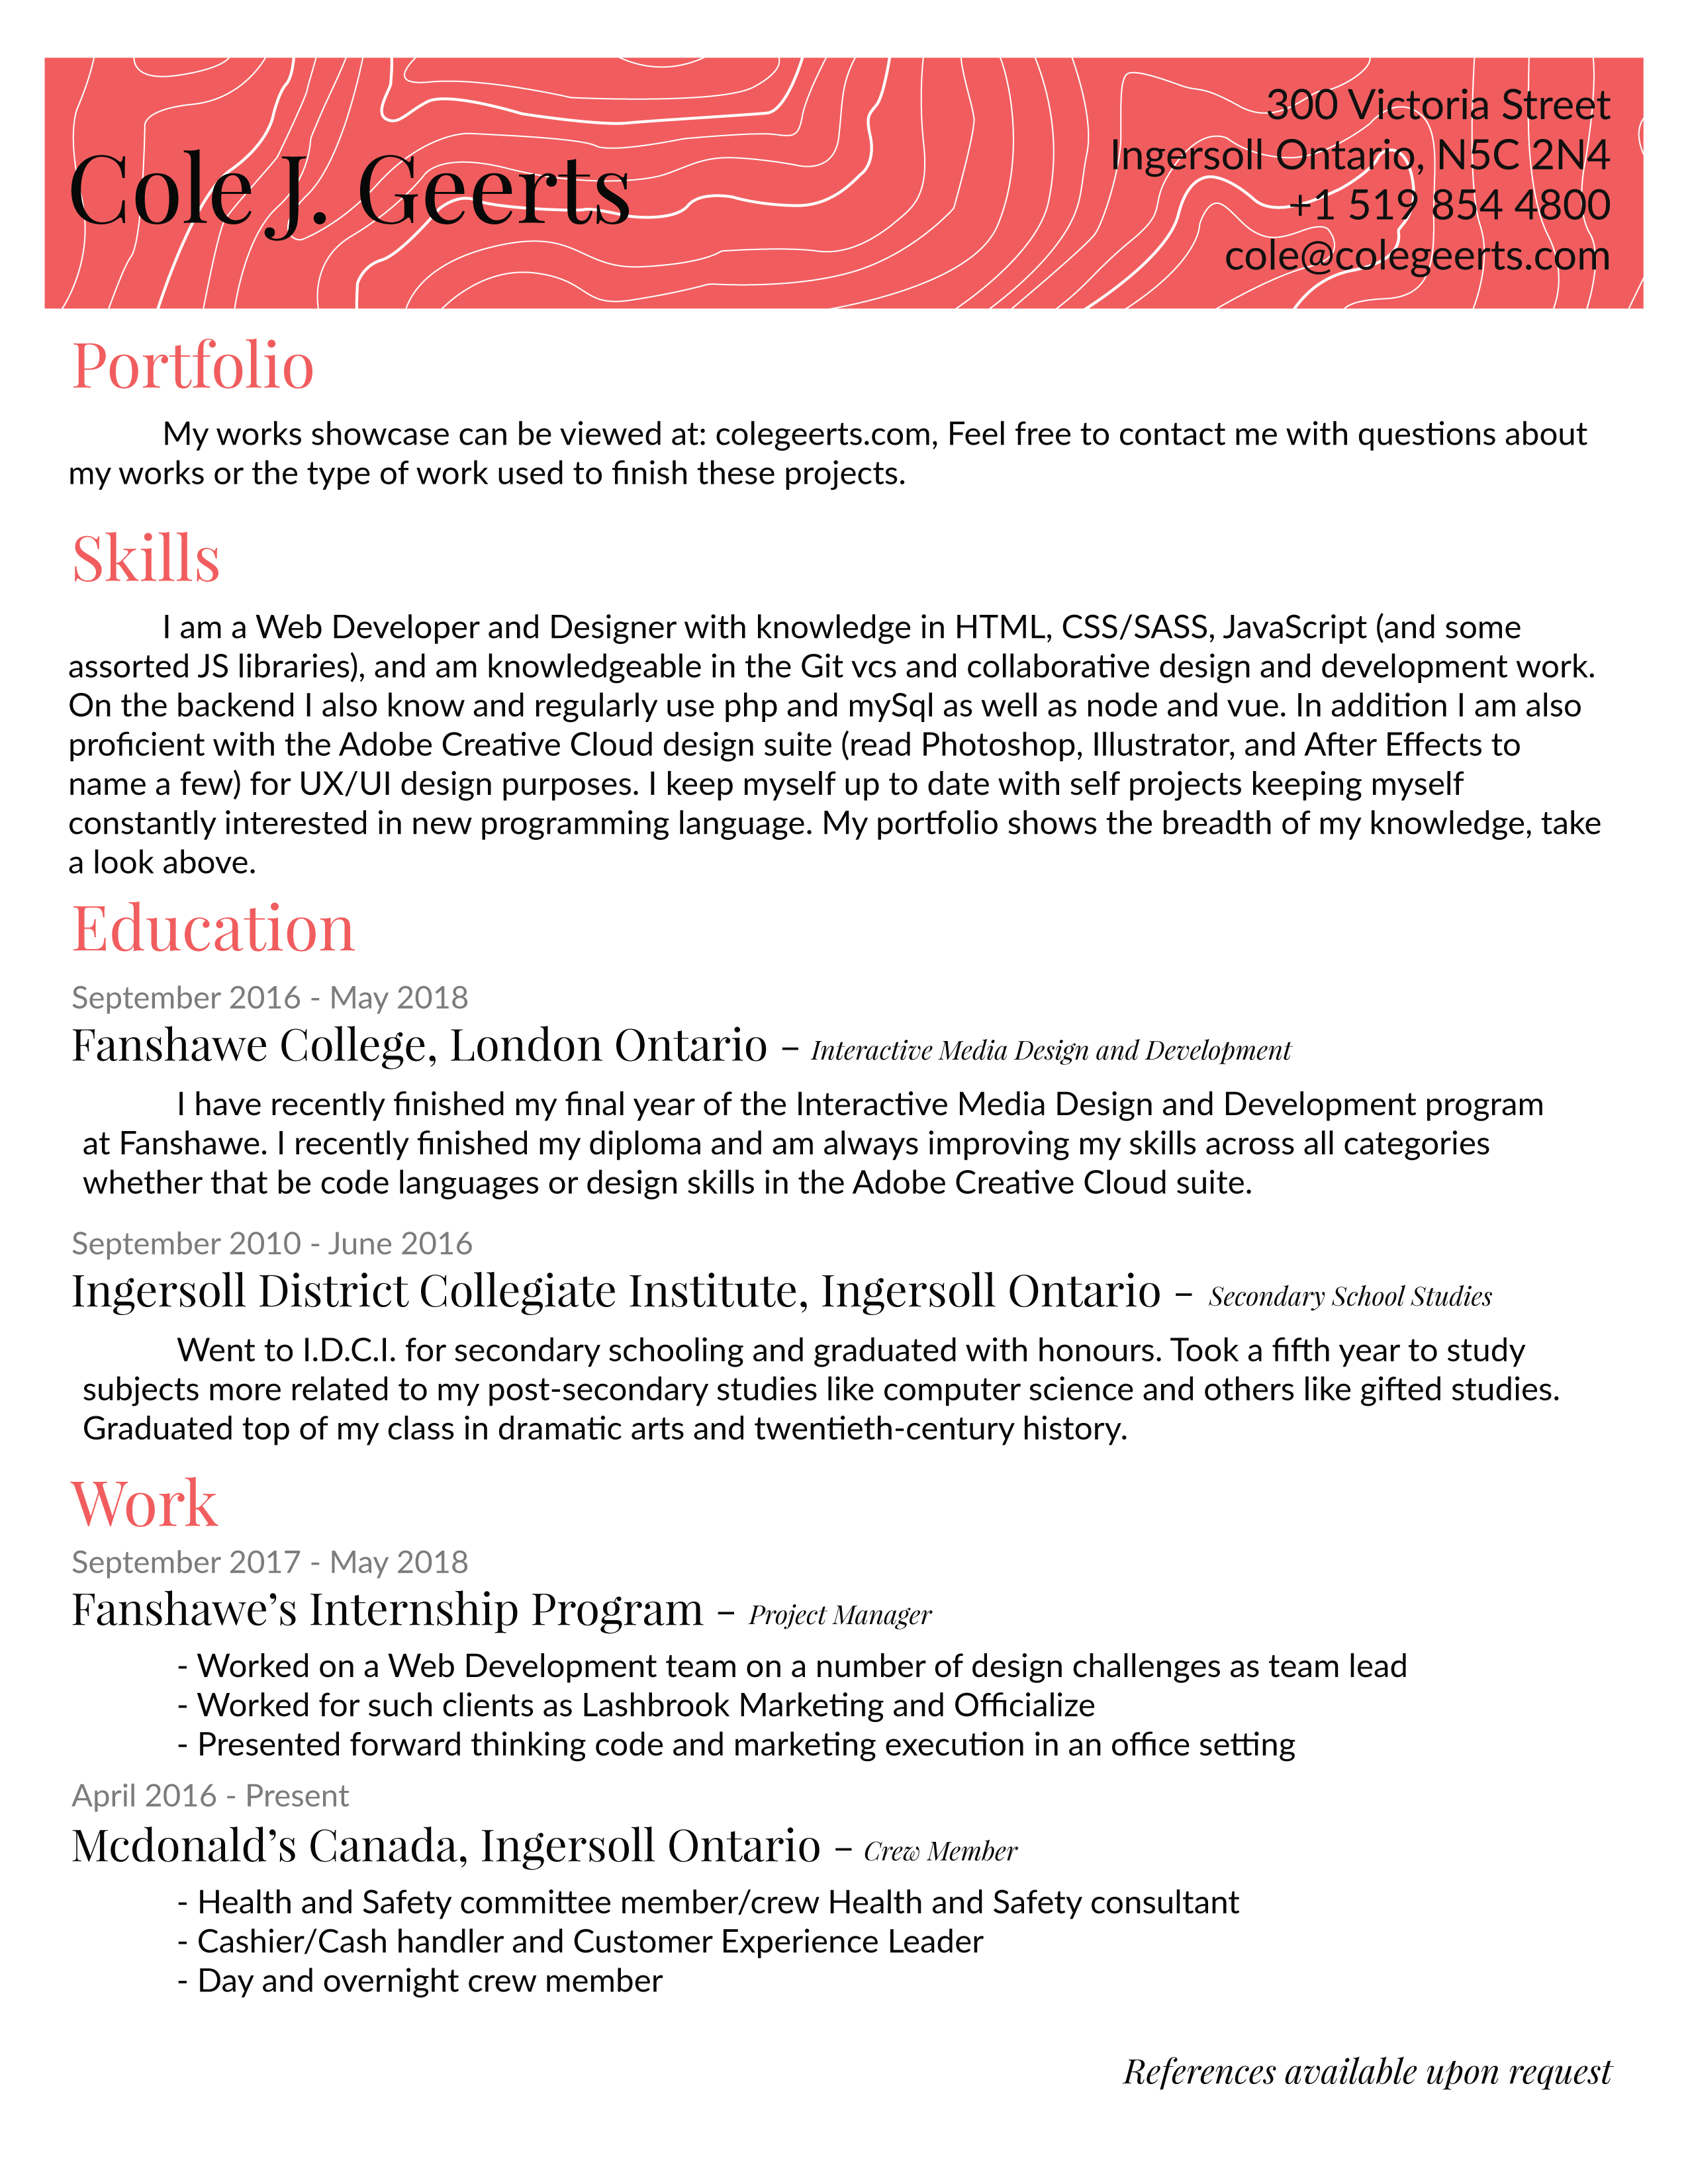 Cole J. Geerts
300 Victoria Street
Ingersoll Ontario, N5C 2N4
+1 519 854 4800
cole@colegeerts.com
Portfolio
My works showcase can be viewed at: colegeerts.com, Feel free to contact me with questions about
my works or the type of work used to finish these projects.
Skills
I am a Web Developer and Designer with knowledge in HTML, CSS/SASS, JavaScript (and some
assorted JS libraries), and am knowledgeable in the Git vcs and collaborative design and development work.
On the backend I also know and regularly use php and mySql as well as node and vue. In addition I am also
proficient with the Adobe Creative Cloud design suite (read Photoshop, Illustrator, and After Effects to
name a few) for UX/UI design purposes. I keep myself up to date with self projects keeping myself
constantly interested in new programming language. My portfolio shows the breadth of my knowledge, take
a look above.
Education
September 2016 - May 2018
Fanshawe College, London Ontario – Interactive Media Design and Development
I have recently finished my final year of the Interactive Media Design and Development program
at Fanshawe. I recently finished my diploma and am always improving my skills across all categories
whether that be code languages or design skills in the Adobe Creative Cloud suite.
September 2010 - June 2016
Ingersoll District Collegiate Institute, Ingersoll Ontario – Secondary School Studies
Went to I.D.C.I. for secondary schooling and graduated with honours. Took a fifth year to study
subjects more related to my post-secondary studies like computer science and others like gifted studies.
Graduated top of my class in dramatic arts and twentieth-century history.
Work
September 2017 - May 2018
Fanshawe’s Internship Program – Project Manager
- Worked on a Web Development team on a number of design challenges as team lead
- Worked for such clients as Lashbrook Marketing and Officialize
- Presented forward thinking code and marketing execution in an office setting
April 2016 - Present
Mcdonald’s Canada, Ingersoll Ontario – Crew Member
- Health and Safety committee member/crew Health and Safety consultant
- Cashier/Cash handler and Customer Experience Leader
- Day and overnight crew member
References available upon request